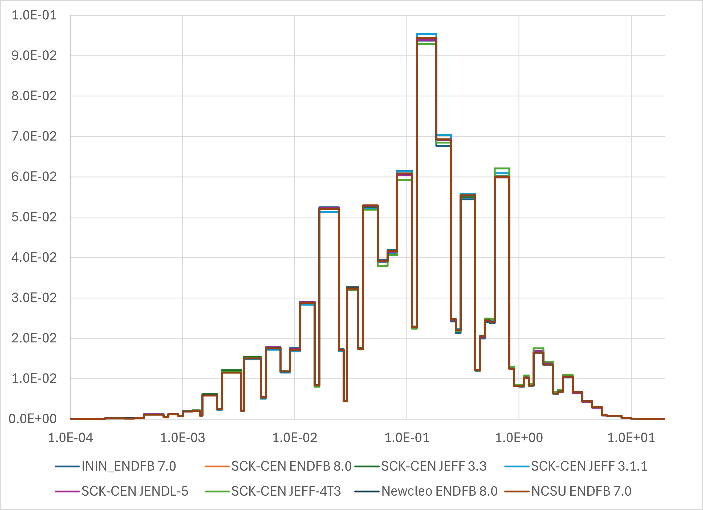 1.0E-01
9.0E-02
8.0E-02
7.0E-02
6.0E-02
5.0E-02
4.0E-02
3.0E-02
2.0E-02
1.0E-02
0.0E+00
1.0E-04 1.0E-03 1.0E-02 1.0E-01 1.0E+00 1.0E+01
ININ_ENDFB 7.0 SCK-CEN ENDFB 8.0 SCK-CEN JEFF 3.3 SCK-CEN JEFF 3.1.1
SCK-CEN JENDL-5 SCK-CEN JEFF-4T3 Newcleo ENDFB 8.0 NCSU ENDFB 7.0